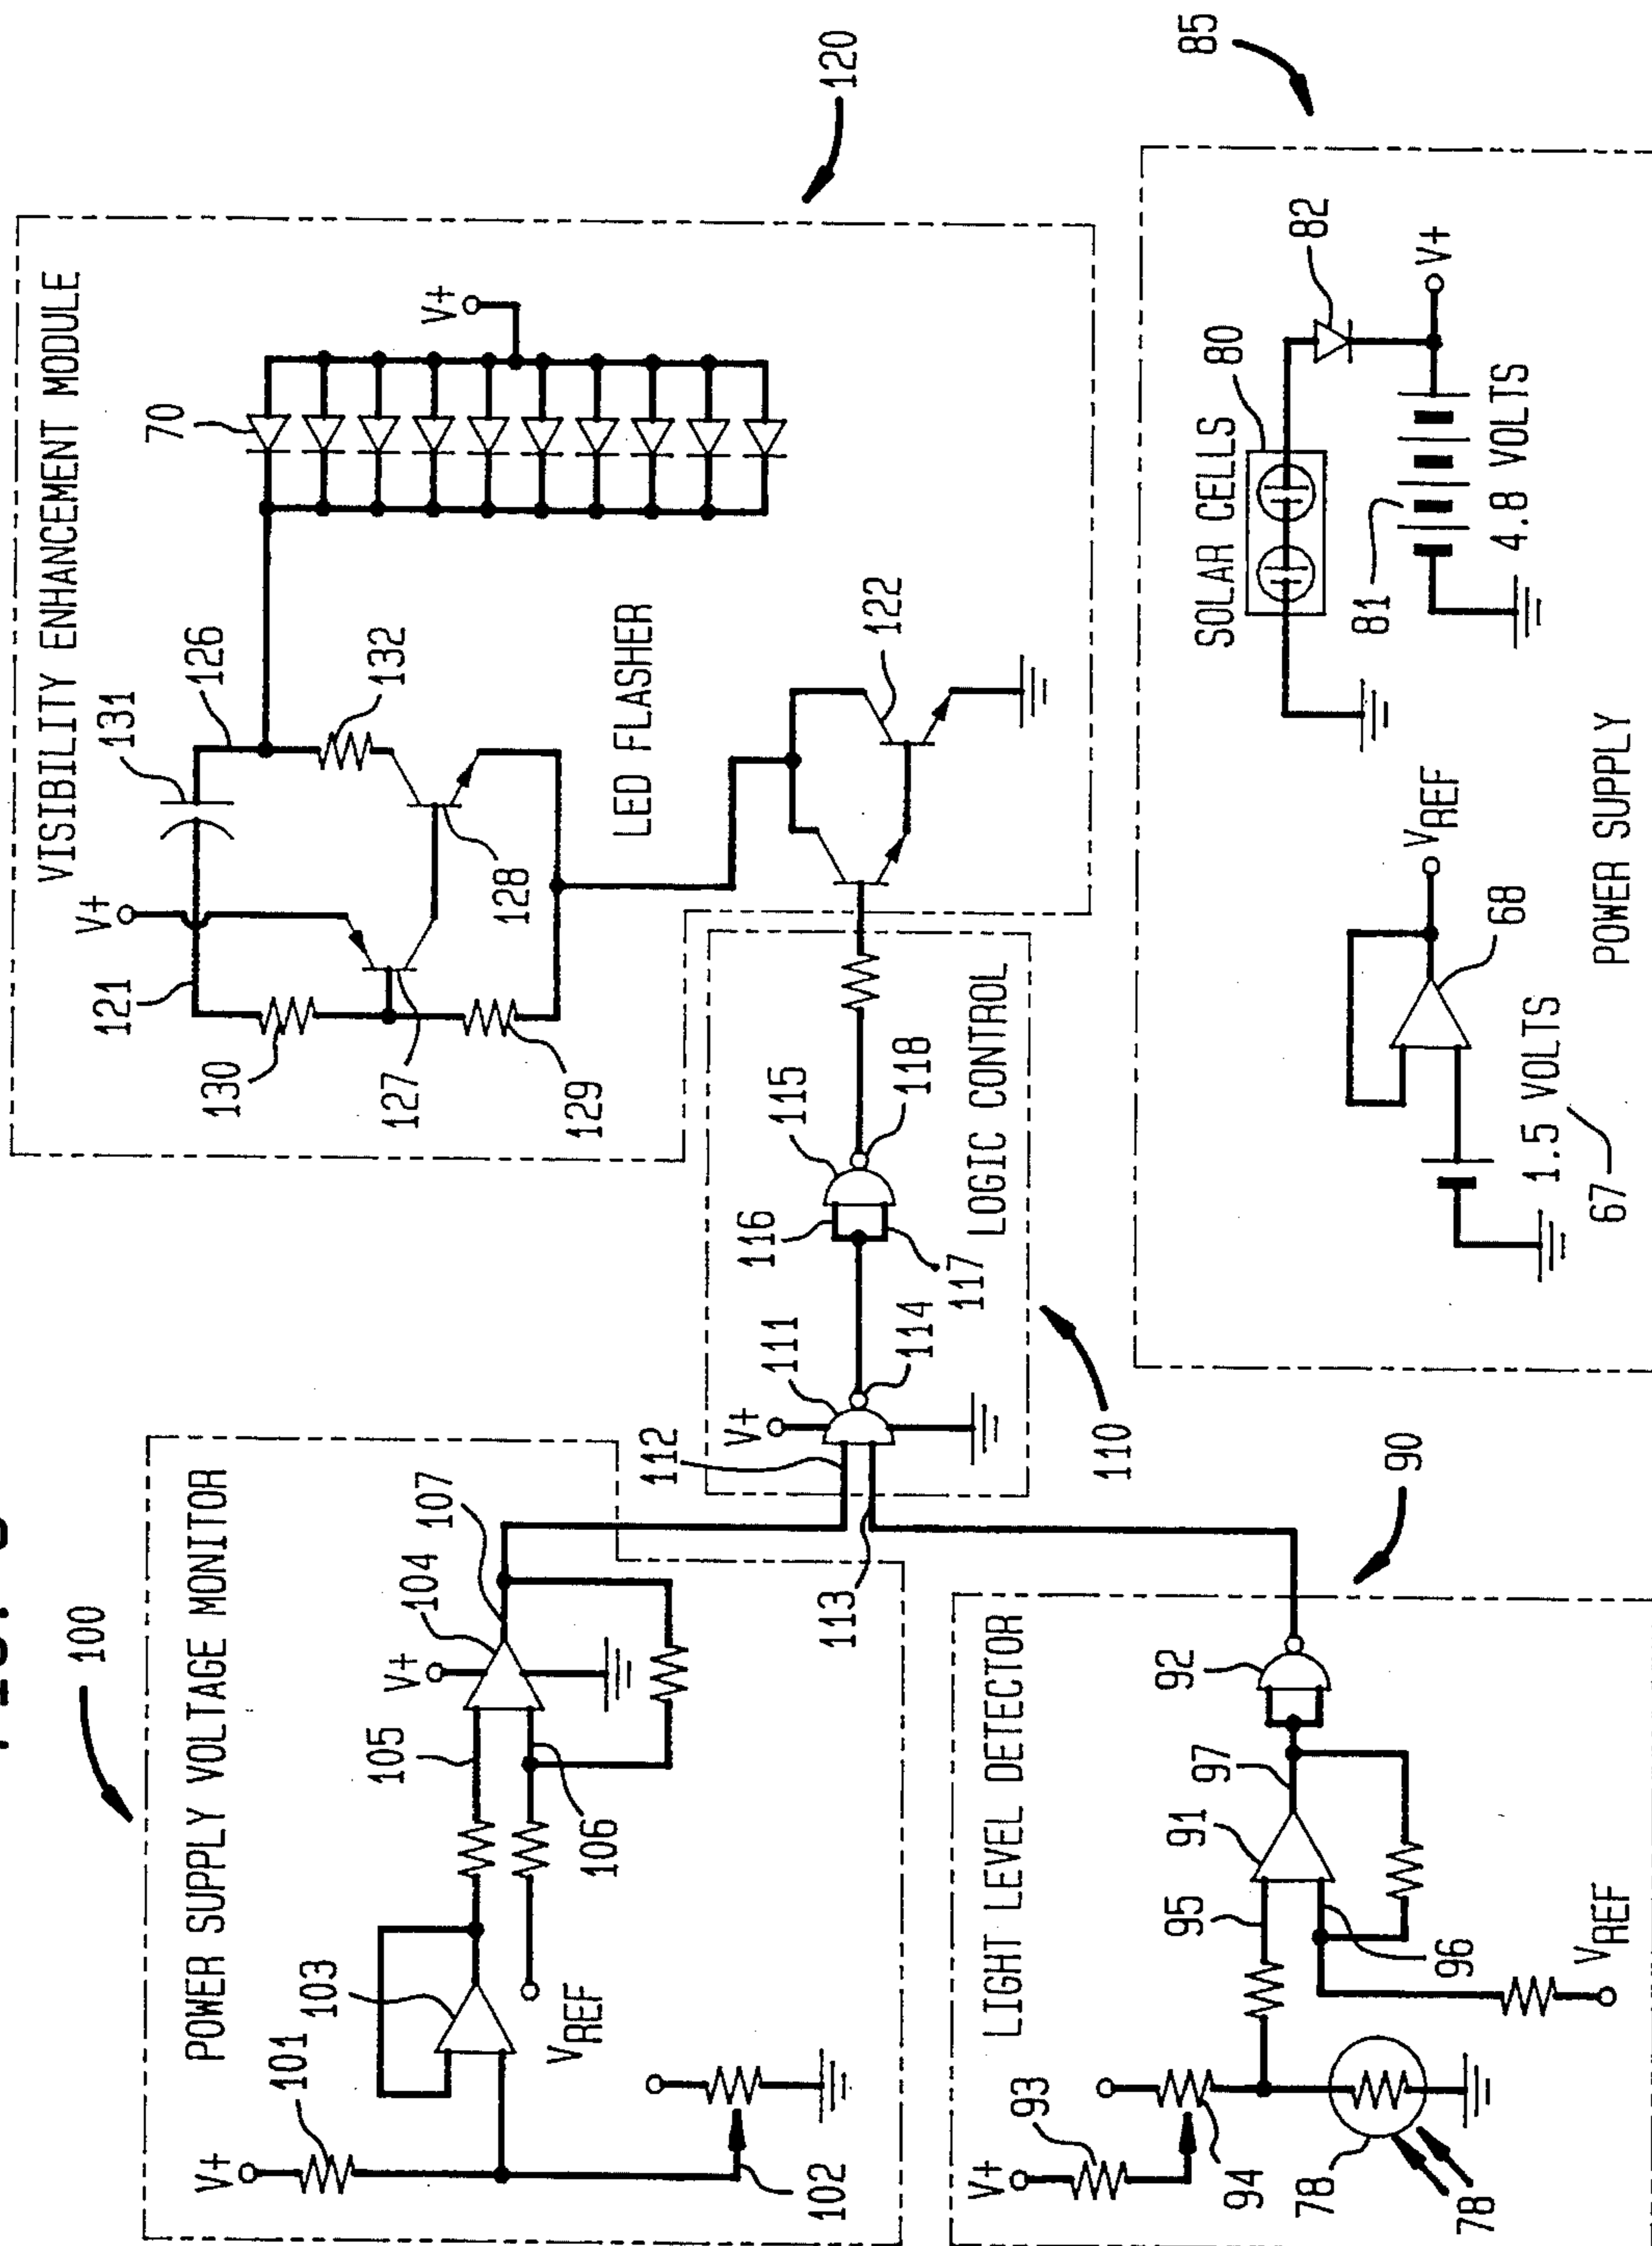 100
POWER SUPPLY VOLTAGE MONITOR
V+
101
103
102
VREF
105
106
V+
104
107
112
113
LIGHT LEVEL DETECTOR
90
V+
93
94
78
78
95
96
91
97
92
VREF
110
LOGIC CONTROL
V+
111
114
116
117
115
118
VISIBILITY ENHANCEMENT MODULE
120
V+
121
130
127
129
128
131
126
132
LED FLASHER
122
70
V+
85
POWER SUPPLY
67
1.5 VOLTS
68
VREF
SOLAR CELLS
80
82
81
4.8 VOLTS
V+